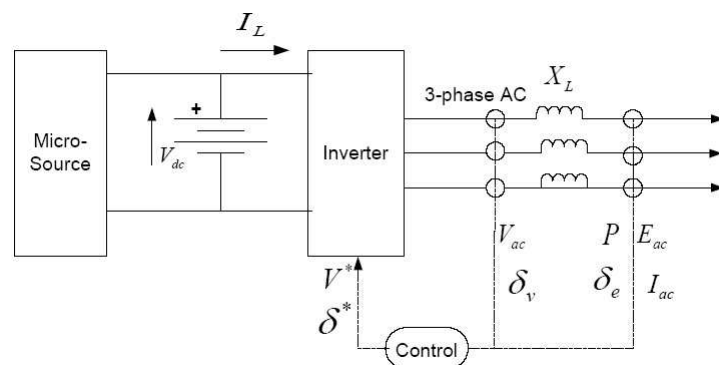 I_L
Micro-
Source
+
V_dc
Inverter
3-phase AC
X_L
V_ac
δ_v
P E_ac
δ_e I_ac
V*
δ*
Control